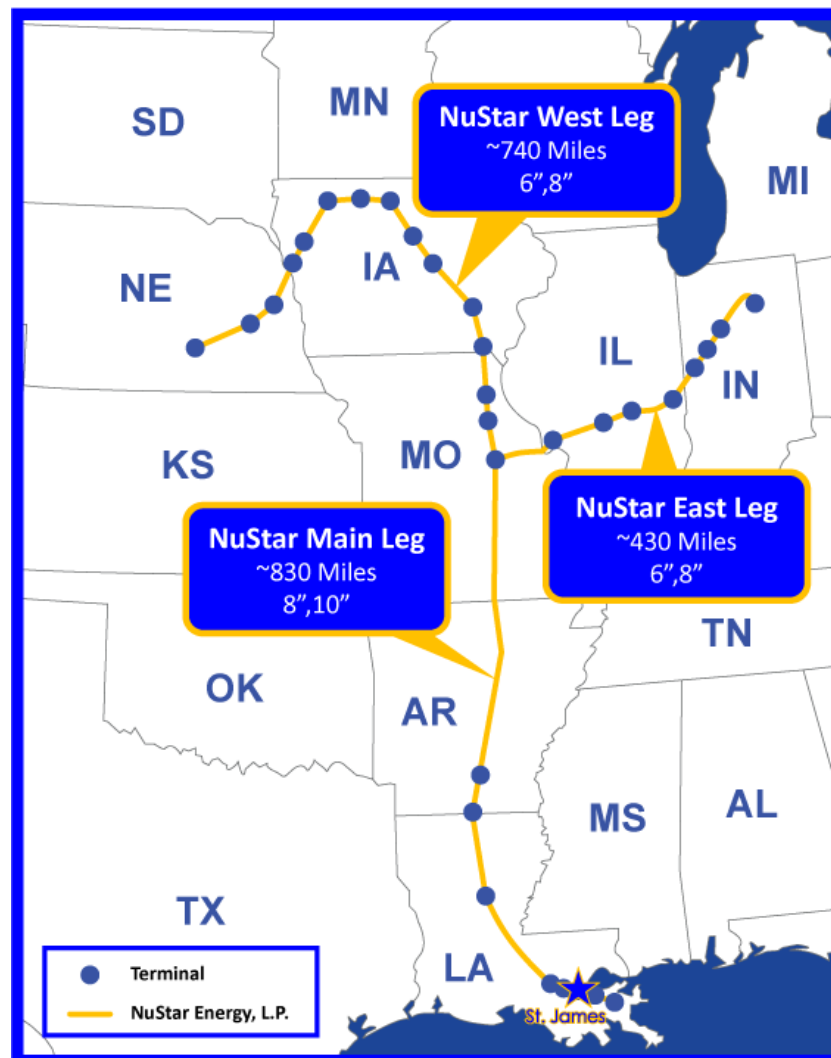 SD
MN
NuStar West Leg
~740 Miles
6”,8”
MI
NE
IA
IL
IN
KS
MO
NuStar East Leg
~430 Miles
6”,8”
NuStar Main Leg
~830 Miles
8”,10”
TN
OK
AR
MS
AL
TX
LA
St. James
Terminal
NuStar Energy, L.P.